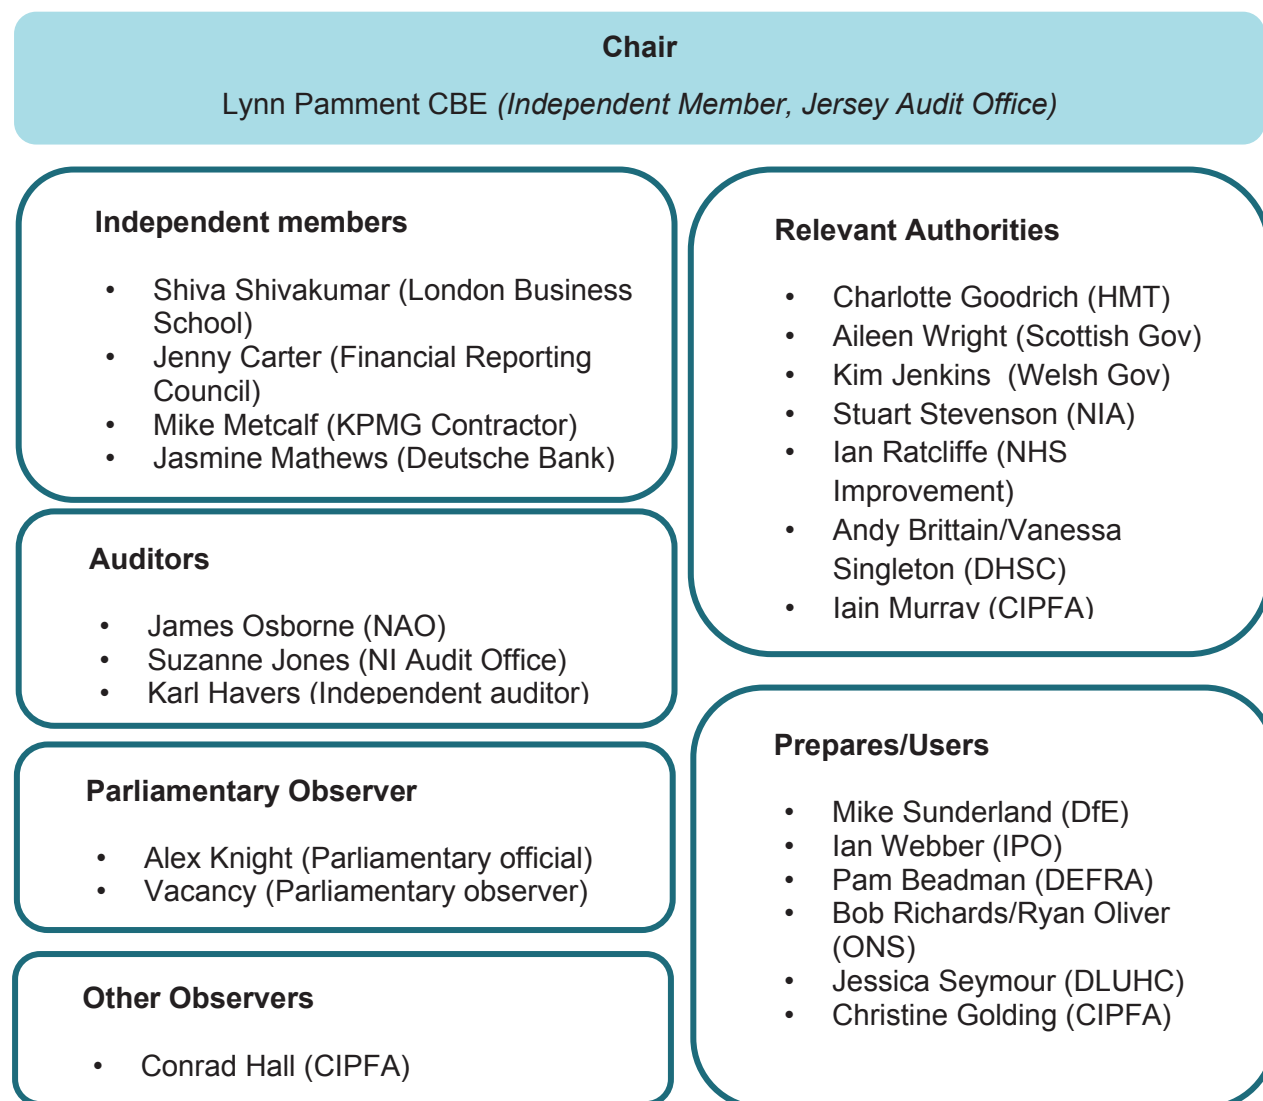 Chair
Lynn Pamment CBE (Independent Member, Jersey Audit Office)
Independent members
• Shiva Shivakumar (London Business
School)
• Jenny Carter (Financial Reporting
Council)
• Mike Metcalf (KPMG Contractor)
• Jasmine Mathews (Deutsche Bank)
Auditors
• James Osborne (NAO)
• Suzanne Jones (NI Audit Office)
• Karl Havers (Independent auditor)
Parliamentary Observer
• Alex Knight (Parliamentary official)
• Vacancy (Parliamentary observer)
Other Observers
• Conrad Hall (CIPFA)
Relevant Authorities
• Charlotte Goodrich (HMT)
• Aileen Wright (Scottish Gov)
• Kim Jenkins  (Welsh Gov)
• Stuart Stevenson (NIA)
• Ian Ratcliffe (NHS
Improvement)
• Andy Brittain/Vanessa
Singleton (DHSC)
• Iain Murray (CIPFA)
Prepares/Users
• Mike Sunderland (DfE)
• Ian Webber (IPO)
• Pam Beadman (DEFRA)
• Bob Richards/Ryan Oliver
(ONS)
• Jessica Seymour (DLUHC)
• Christine Golding (CIPFA)